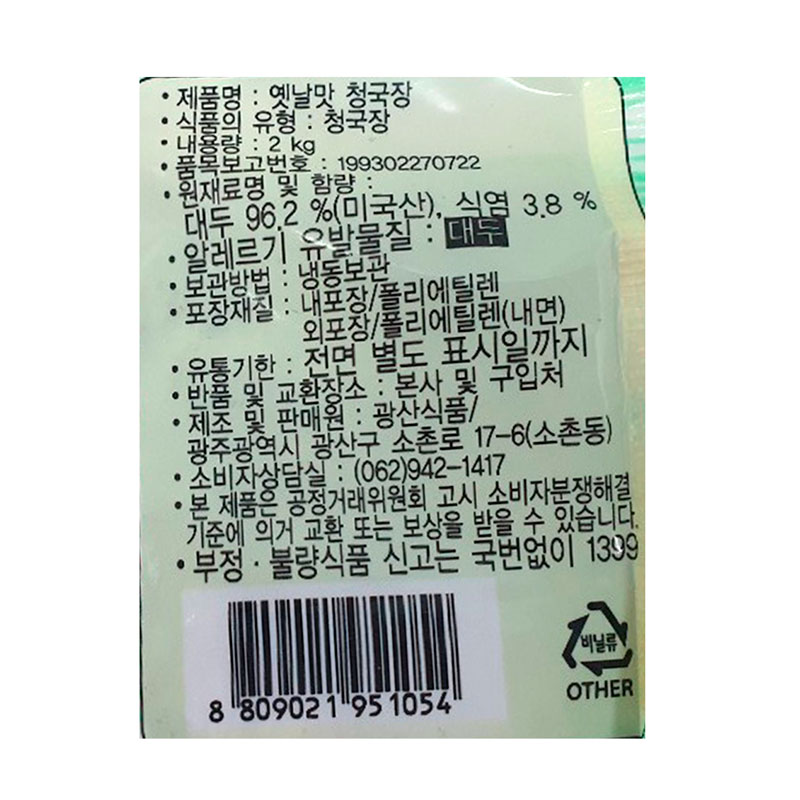 · 제품명 : 옛날맛 청국장
· 식품의 유형 : 청국장
· 내용량 : 2 kg
· 품목보고번호 : 199302270722
· 원재료명 및 함량 :
대두 96.2 %(미국산), 식염 3.8 %
· 알레르기 유발물질 : 대두
· 보관방법 : 냉동보관
· 포장재질 : 내포장/폴리에틸렌
외포장/폴리에틸렌(내면)
· 유통기한 : 전면 별도 표시일까지
· 반품 및 교환장소 : 본사 및 구입처
· 제조 및 판매원 : 광산식품/
광주광역시 광산구 소촌로 17-6(소촌동)
· 소비자상담실 : (062)942-1417
· 본 제품은 공정거래위원회 고시 소비자분쟁해결
기준에 의거 교환 또는 보상을 받을 수 있습니다.
· 부정 · 불량식품 신고는 국번없이 1399
비닐류
OTHER
8 809021 951054